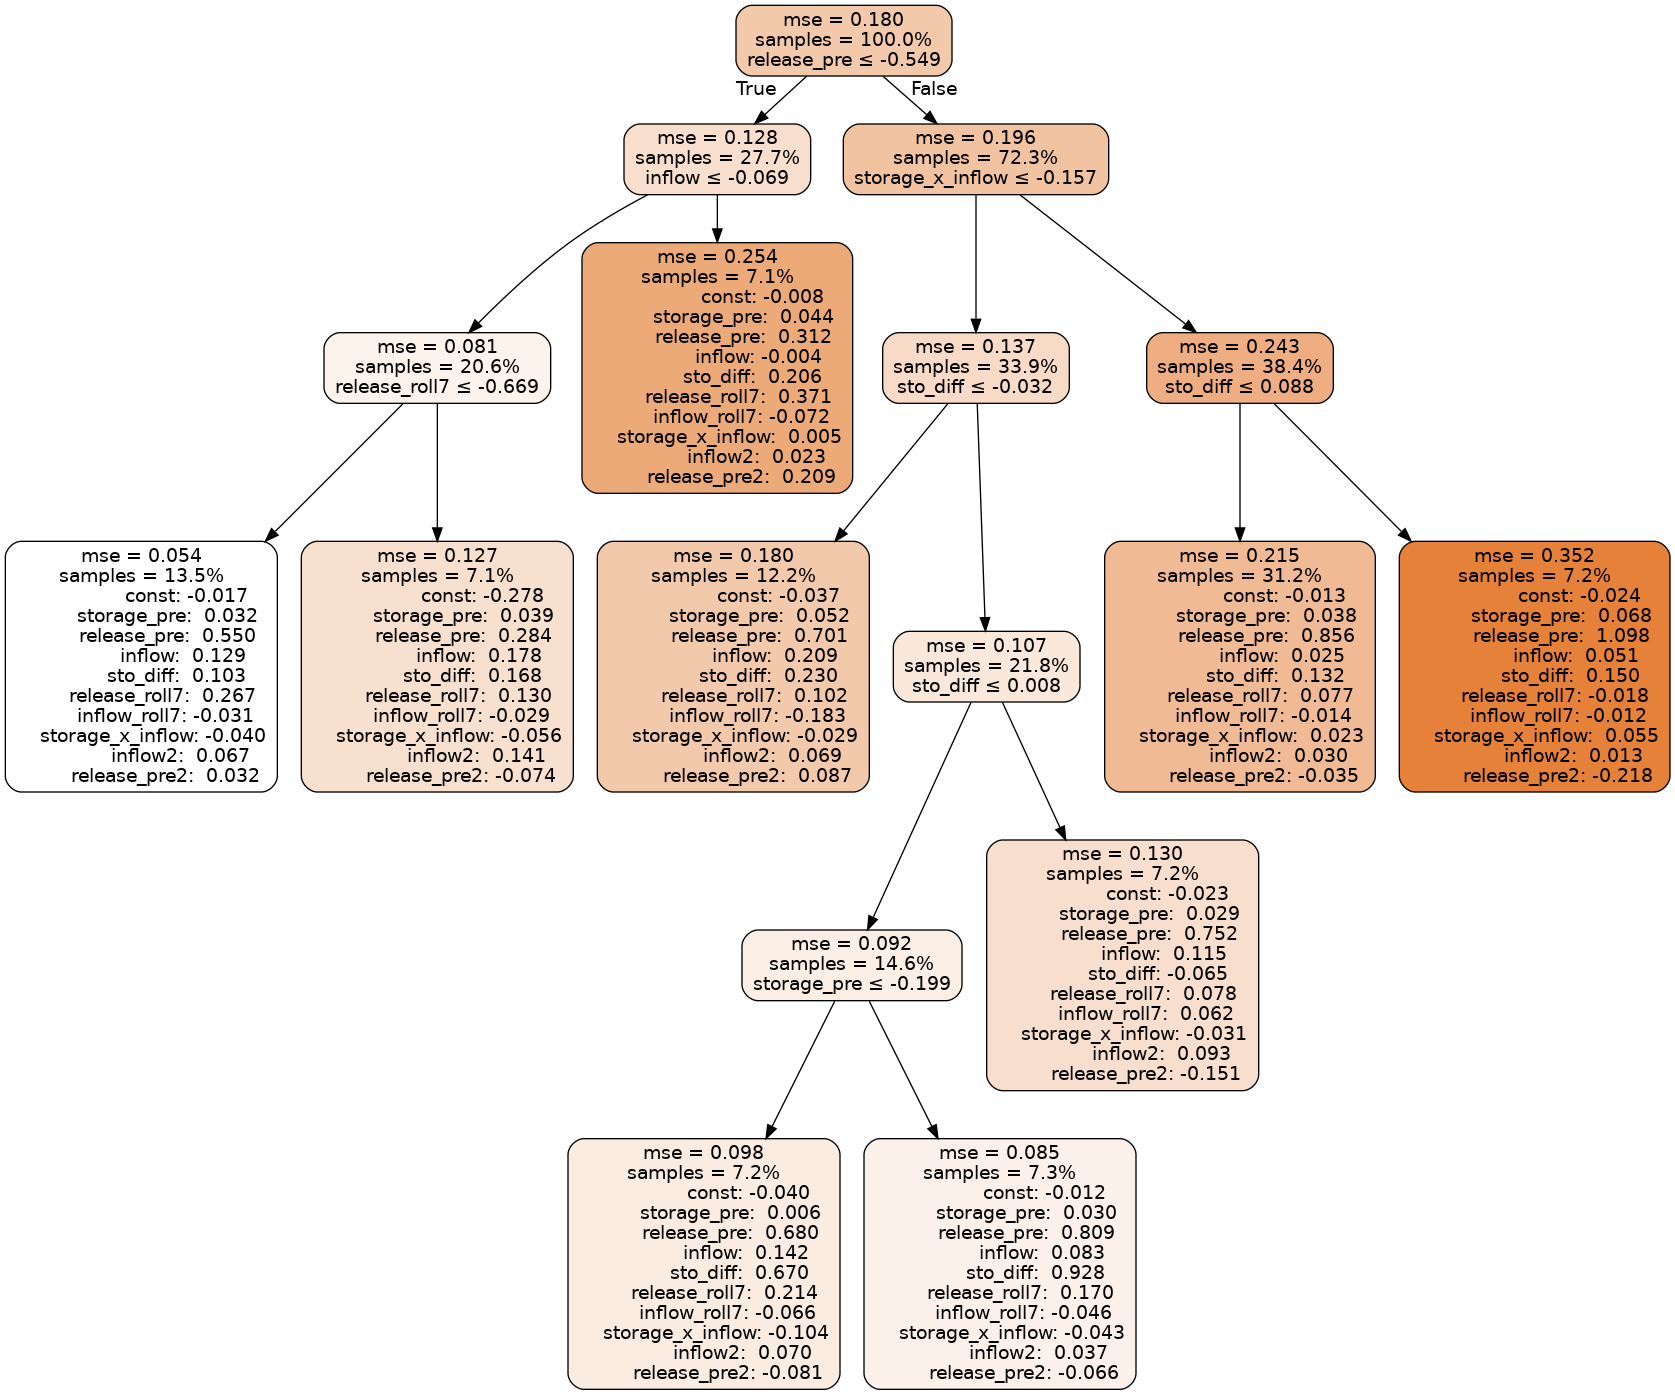 mse = 0.180
samples = 100.0%
release_pre ≤ -0.549
True
False
mse = 0.128
samples = 27.7%
inflow ≤ -0.069
mse = 0.196
samples = 72.3%
storage_x_inflow ≤ -0.157
mse = 0.254
samples = 7.1%
const: -0.008
storage_pre: 0.044
release_pre: 0.312
inflow: -0.004
sto_diff: 0.206
release_roll7: 0.371
inflow_roll7: -0.072
storage_x_inflow: 0.005
inflow2: 0.023
release_pre2: 0.209
mse = 0.081
samples = 20.6%
release_roll7 ≤ -0.669
mse = 0.137
samples = 33.9%
sto_diff ≤ -0.032
mse = 0.243
samples = 38.4%
sto_diff ≤ 0.088
mse = 0.054
samples = 13.5%
const: -0.017
storage_pre: 0.032
release_pre: 0.550
inflow: 0.129
sto_diff: 0.103
release_roll7: 0.267
inflow_roll7: -0.031
storage_x_inflow: -0.040
inflow2: 0.067
release_pre2: 0.032
mse = 0.127
samples = 7.1%
const: -0.278
storage_pre: 0.039
release_pre: 0.284
inflow: 0.178
sto_diff: 0.168
release_roll7: 0.130
inflow_roll7: -0.029
storage_x_inflow: -0.056
inflow2: 0.141
release_pre2: -0.074
mse = 0.180
samples = 12.2%
const: -0.037
storage_pre: 0.052
release_pre: 0.701
inflow: 0.209
sto_diff: 0.230
release_roll7: 0.102
inflow_roll7: -0.183
storage_x_inflow: -0.029
inflow2: 0.069
release_pre2: 0.087
mse = 0.107
samples = 21.8%
sto_diff ≤ 0.008
mse = 0.215
samples = 31.2%
const: -0.013
storage_pre: 0.038
release_pre: 0.856
inflow: 0.025
sto_diff: 0.132
release_roll7: 0.077
inflow_roll7: -0.014
storage_x_inflow: 0.023
inflow2: 0.030
release_pre2: -0.035
mse = 0.352
samples = 7.2%
const: -0.024
storage_pre: 0.068
release_pre: 1.098
inflow: 0.051
sto_diff: 0.150
release_roll7: -0.018
inflow_roll7: -0.012
storage_x_inflow: 0.055
inflow2: 0.013
release_pre2: -0.218
mse = 0.092
samples = 14.6%
storage_pre ≤ -0.199
mse = 0.130
samples = 7.2%
const: -0.023
storage_pre: 0.029
release_pre: 0.752
inflow: 0.115
sto_diff: -0.065
release_roll7: 0.078
inflow_roll7: 0.062
storage_x_inflow: -0.031
inflow2: 0.093
release_pre2: -0.151
mse = 0.098
samples = 7.2%
const: -0.040
storage_pre: 0.006
release_pre: 0.680
inflow: 0.142
sto_diff: 0.670
release_roll7: 0.214
inflow_roll7: -0.066
storage_x_inflow: -0.104
inflow2: 0.070
release_pre2: -0.081
mse = 0.085
samples = 7.3%
const: -0.012
storage_pre: 0.030
release_pre: 0.809
inflow: 0.083
sto_diff: 0.928
release_roll7: 0.170
inflow_roll7: -0.046
storage_x_inflow: -0.043
inflow2: 0.037
release_pre2: -0.066